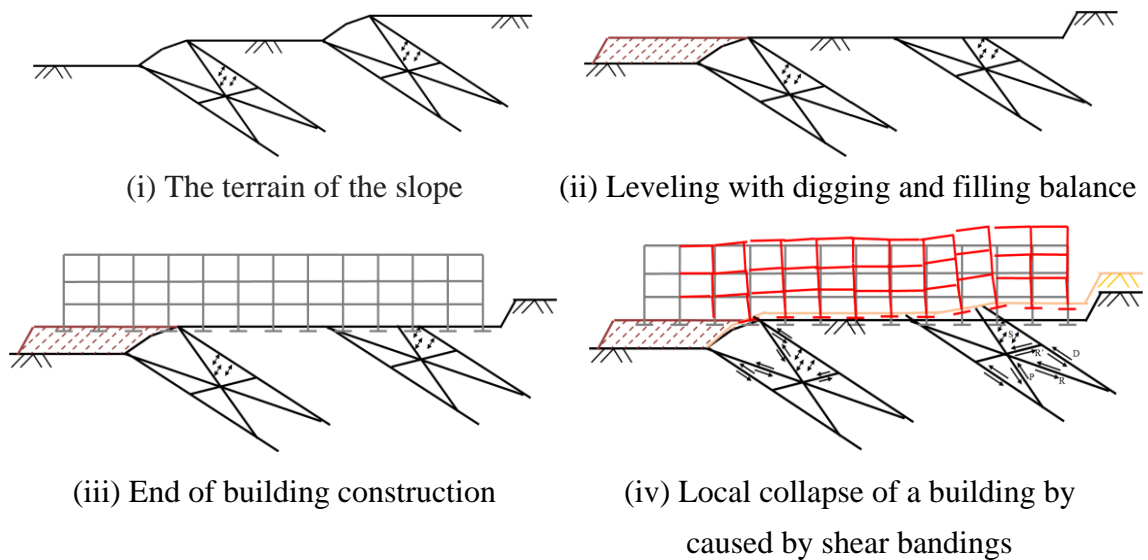 (i) The terrain of the slope
(ii) Leveling with digging and filling balance
(iii) End of building construction
S
R'
D
P
R
(iv) Local collapse of a building by
caused by shear bandings